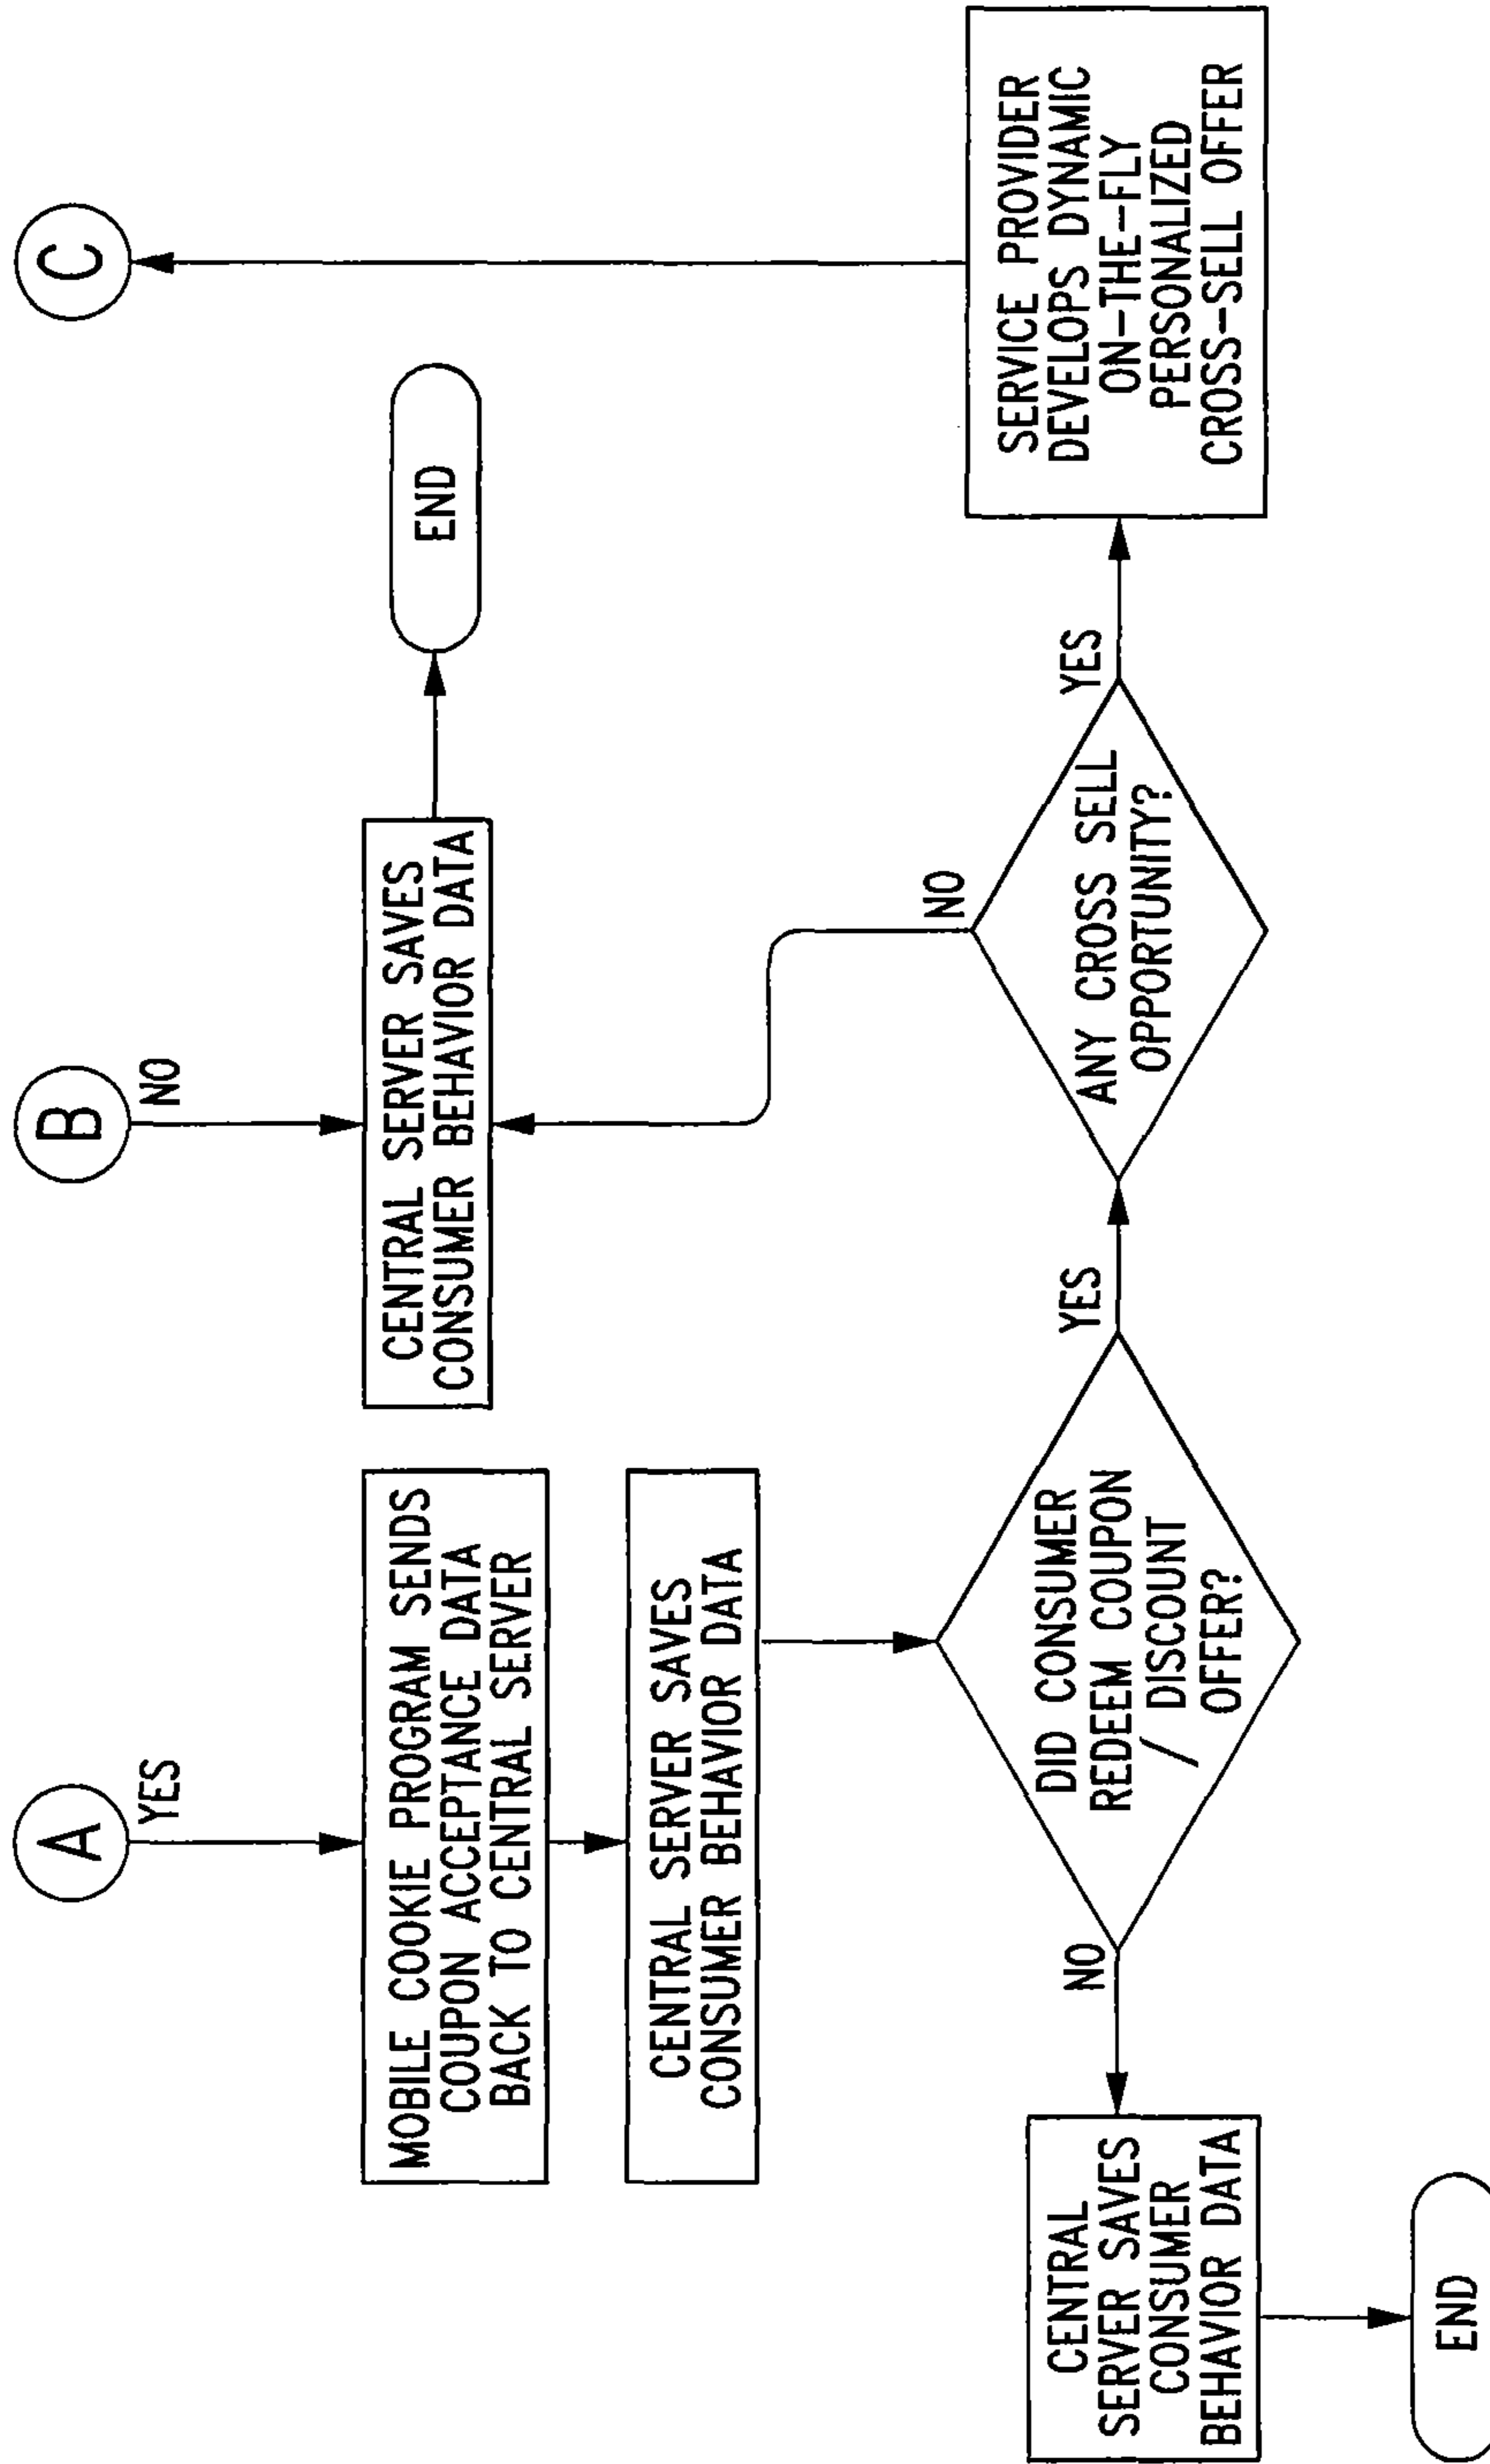 A
YES
MOBILE COOKIE PROGRAM SENDS
COUPON ACCEPTANCE DATA
BACK TO CENTRAL SERVER
CENTRAL SERVER SAVES
CONSUMER BEHAVIOR DATA
DID CONSUMER
REDEEM COUPON
/ DISCOUNT
OFFER?
NO
CENTRAL
SERVER SAVES
CONSUMER
BEHAVIOR DATA
END
YES
ANY CROSS SELL
OPPORTUNITY?
NO
B
NO
CENTRAL SERVER SAVES
CONSUMER BEHAVIOR DATA
END
YES
SERVICE PROVIDER
DEVELOPS DYNAMIC
ON-THE-FLY
PERSONALIZED
CROSS-SELL OFFER
C